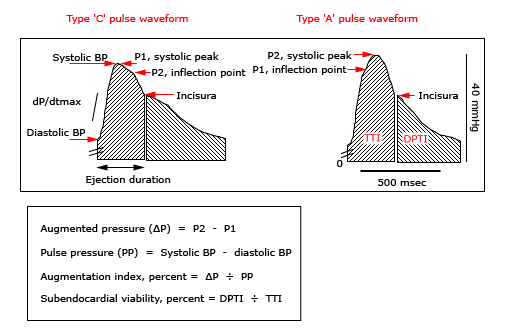 Type 'C' pulse waveform
Type 'A' pulse waveform
Systolic BP
P1, systolic peak
P2, inflection point
Incisura
dP/dtmax
Diastolic BP
Ejection duration
P2, systolic peak
P1, inflection point
Incisura
TTI
DPTI
0
500 msec
40 mmHg
Augmented pressure (ΔP) = P2 - P1
Pulse pressure (PP) = Systolic BP - diastolic BP
Augmentation index, percent = ΔP ÷ PP
Subendocardial viability, percent = DPTI ÷ TTI